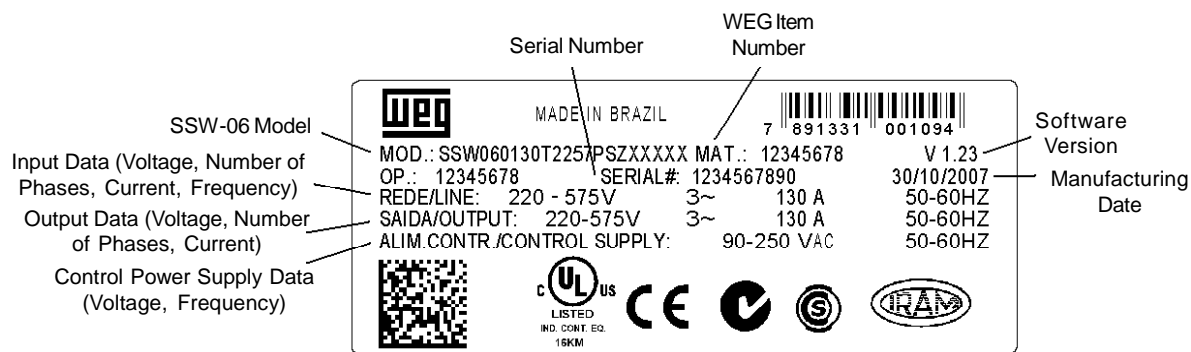 WEG Item
Number
Serial Number
SSW-06 Model
Input Data (Voltage, Number of
Phases, Current, Frequency)
Output Data (Voltage, Number
of Phases, Current)
Control Power Supply Data
(Voltage, Frequency)
Software
Version
Manufacturing
Date
weg
MADE IN BRAZIL
7 891331 001094
MOD.: SSW060130T2257PSZXXXXX MAT.: 12345678 V 1.23
OP.: 12345678 SERIAL#: 1234567890 30/10/2007
REDE/LINE: 220 - 575V 3~ 130 A 50-60HZ
SAIDA/OUTPUT: 220-575V 3~ 130 A 50-60HZ
ALIM.CONTR./CONTROL SUPPLY: 90-250 VAC 50-60HZ
C UL US
LISTED
IND. CONT. EQ.
16KM
CE
S
IRAM